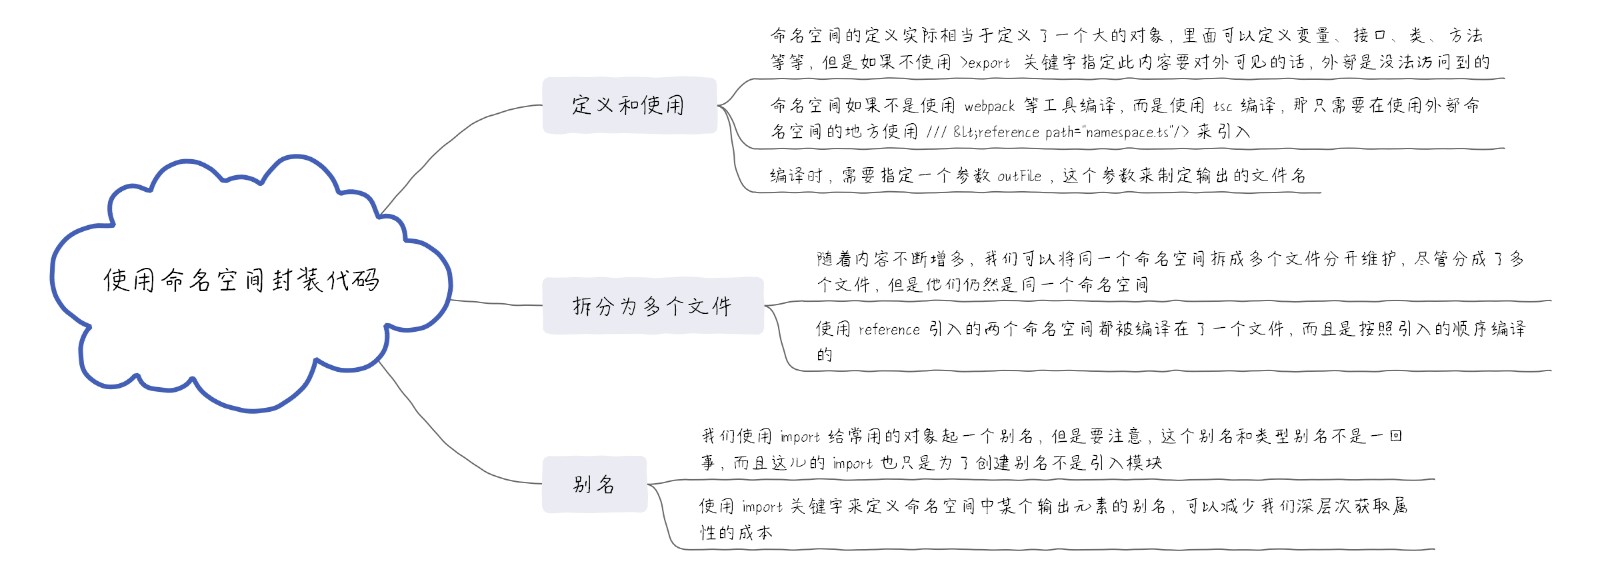 使用命名空间封装代码
定义和使用
命名空间的定义实际相当于定义了一个大的对象，里面可以定义变量、接口、类、方法
等等，但是如果不使用 >export 关键字指定此内容要对外可见的话，外部是没法访问到的
命名空间如果不是使用 webpack 等工具编译，而是使用 tsc 编译，那只需要在使用外部命
名空间的地方使用 /// &lt;reference path="namespace.ts"/> 来引入
编译时，需要指定一个参数 outFile ，这个参数来制定输出的文件名
拆分为多个文件
随着内容不断增多，我们可以将同一个命名空间拆成多个文件分开维护，尽管分成了多
个文件，但是他们仍然是同一个命名空间
使用 reference 引入的两个命名空间都被编译在了一个文件，而且是按照引入的顺序编译
的
别名
我们使用 import 给常用的对象起一个别名，但是要注意，这个别名和类型别名不是一回
事，而且这儿的 import 也只是为了创建别名不是引入模块
使用 import 关键字来定义命名空间中某个输出元素的别名，可以减少我们深层次获取属
性的成本